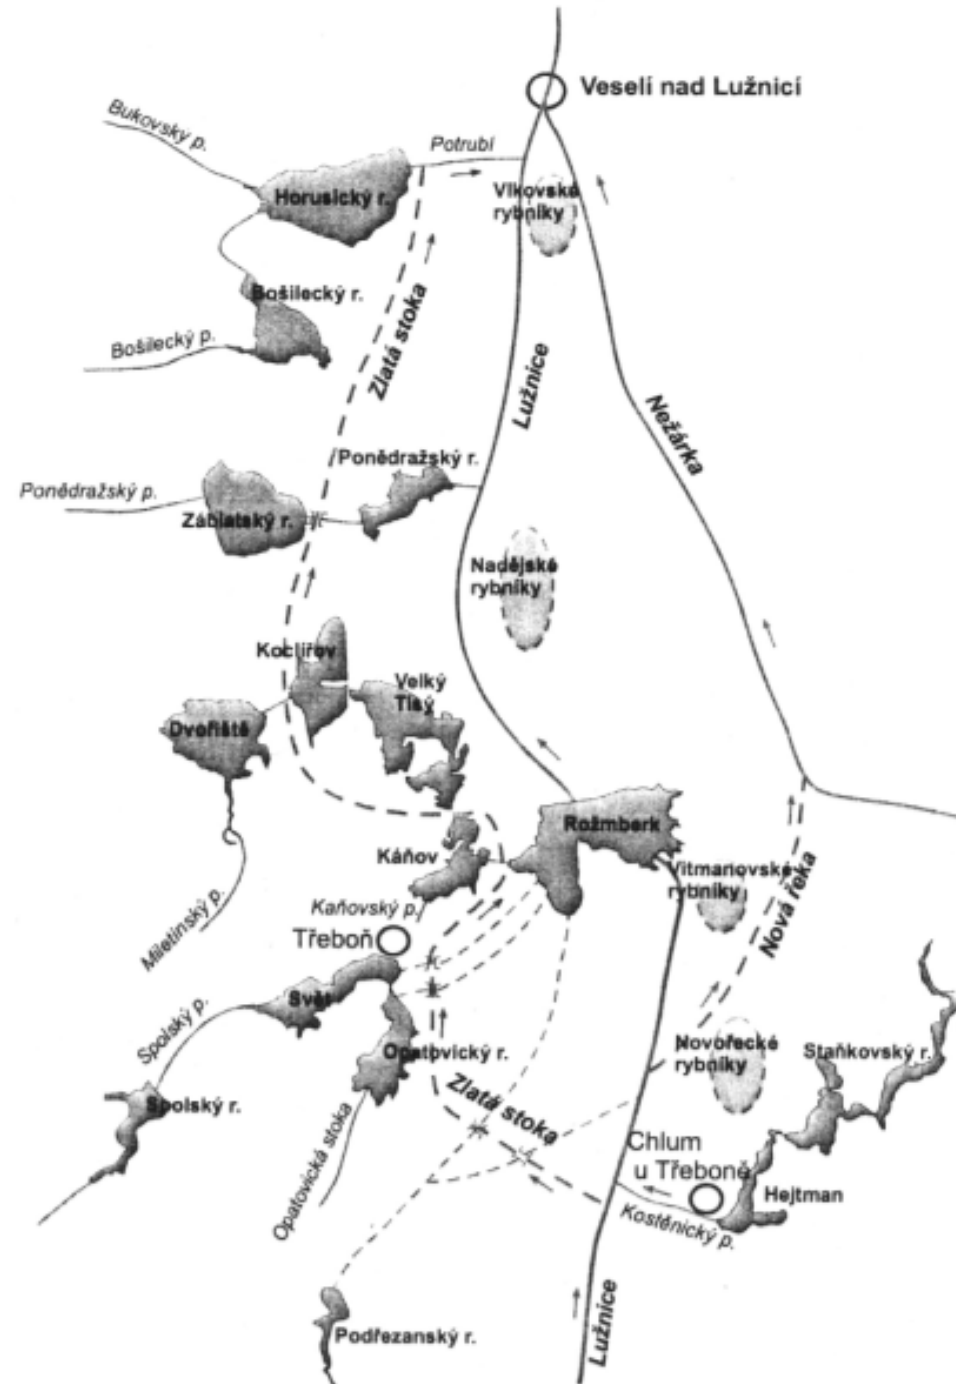 Veselí nad Lužnicí
Bukovský p.
Potrubí
Horusický r.
Vlkovské
rybníky
Bošilecký r.
Bošilecký p.
Zlatá stoka
Lužnice
Nežárka
Ponědražský r.
Ponědražský p.
Záblatský r.
Nadějské
rybníky
Koclířov
Velký
Tisý
Dvořiště
Rožmberk
Káňov
Vitmanovské
rybníky
Nová řeka
Kaňovský p.
Miletínský p.
Třeboň
Svět
Spolský p.
Opatovický r.
Novořecké
rybníky
Staňkovský r.
Spolský r.
Zlatá stoka
Opatovická stoka
Chlum
u Třeboně
Hejtman
Kostěnický p.
Podřezanský r.
Lužnice